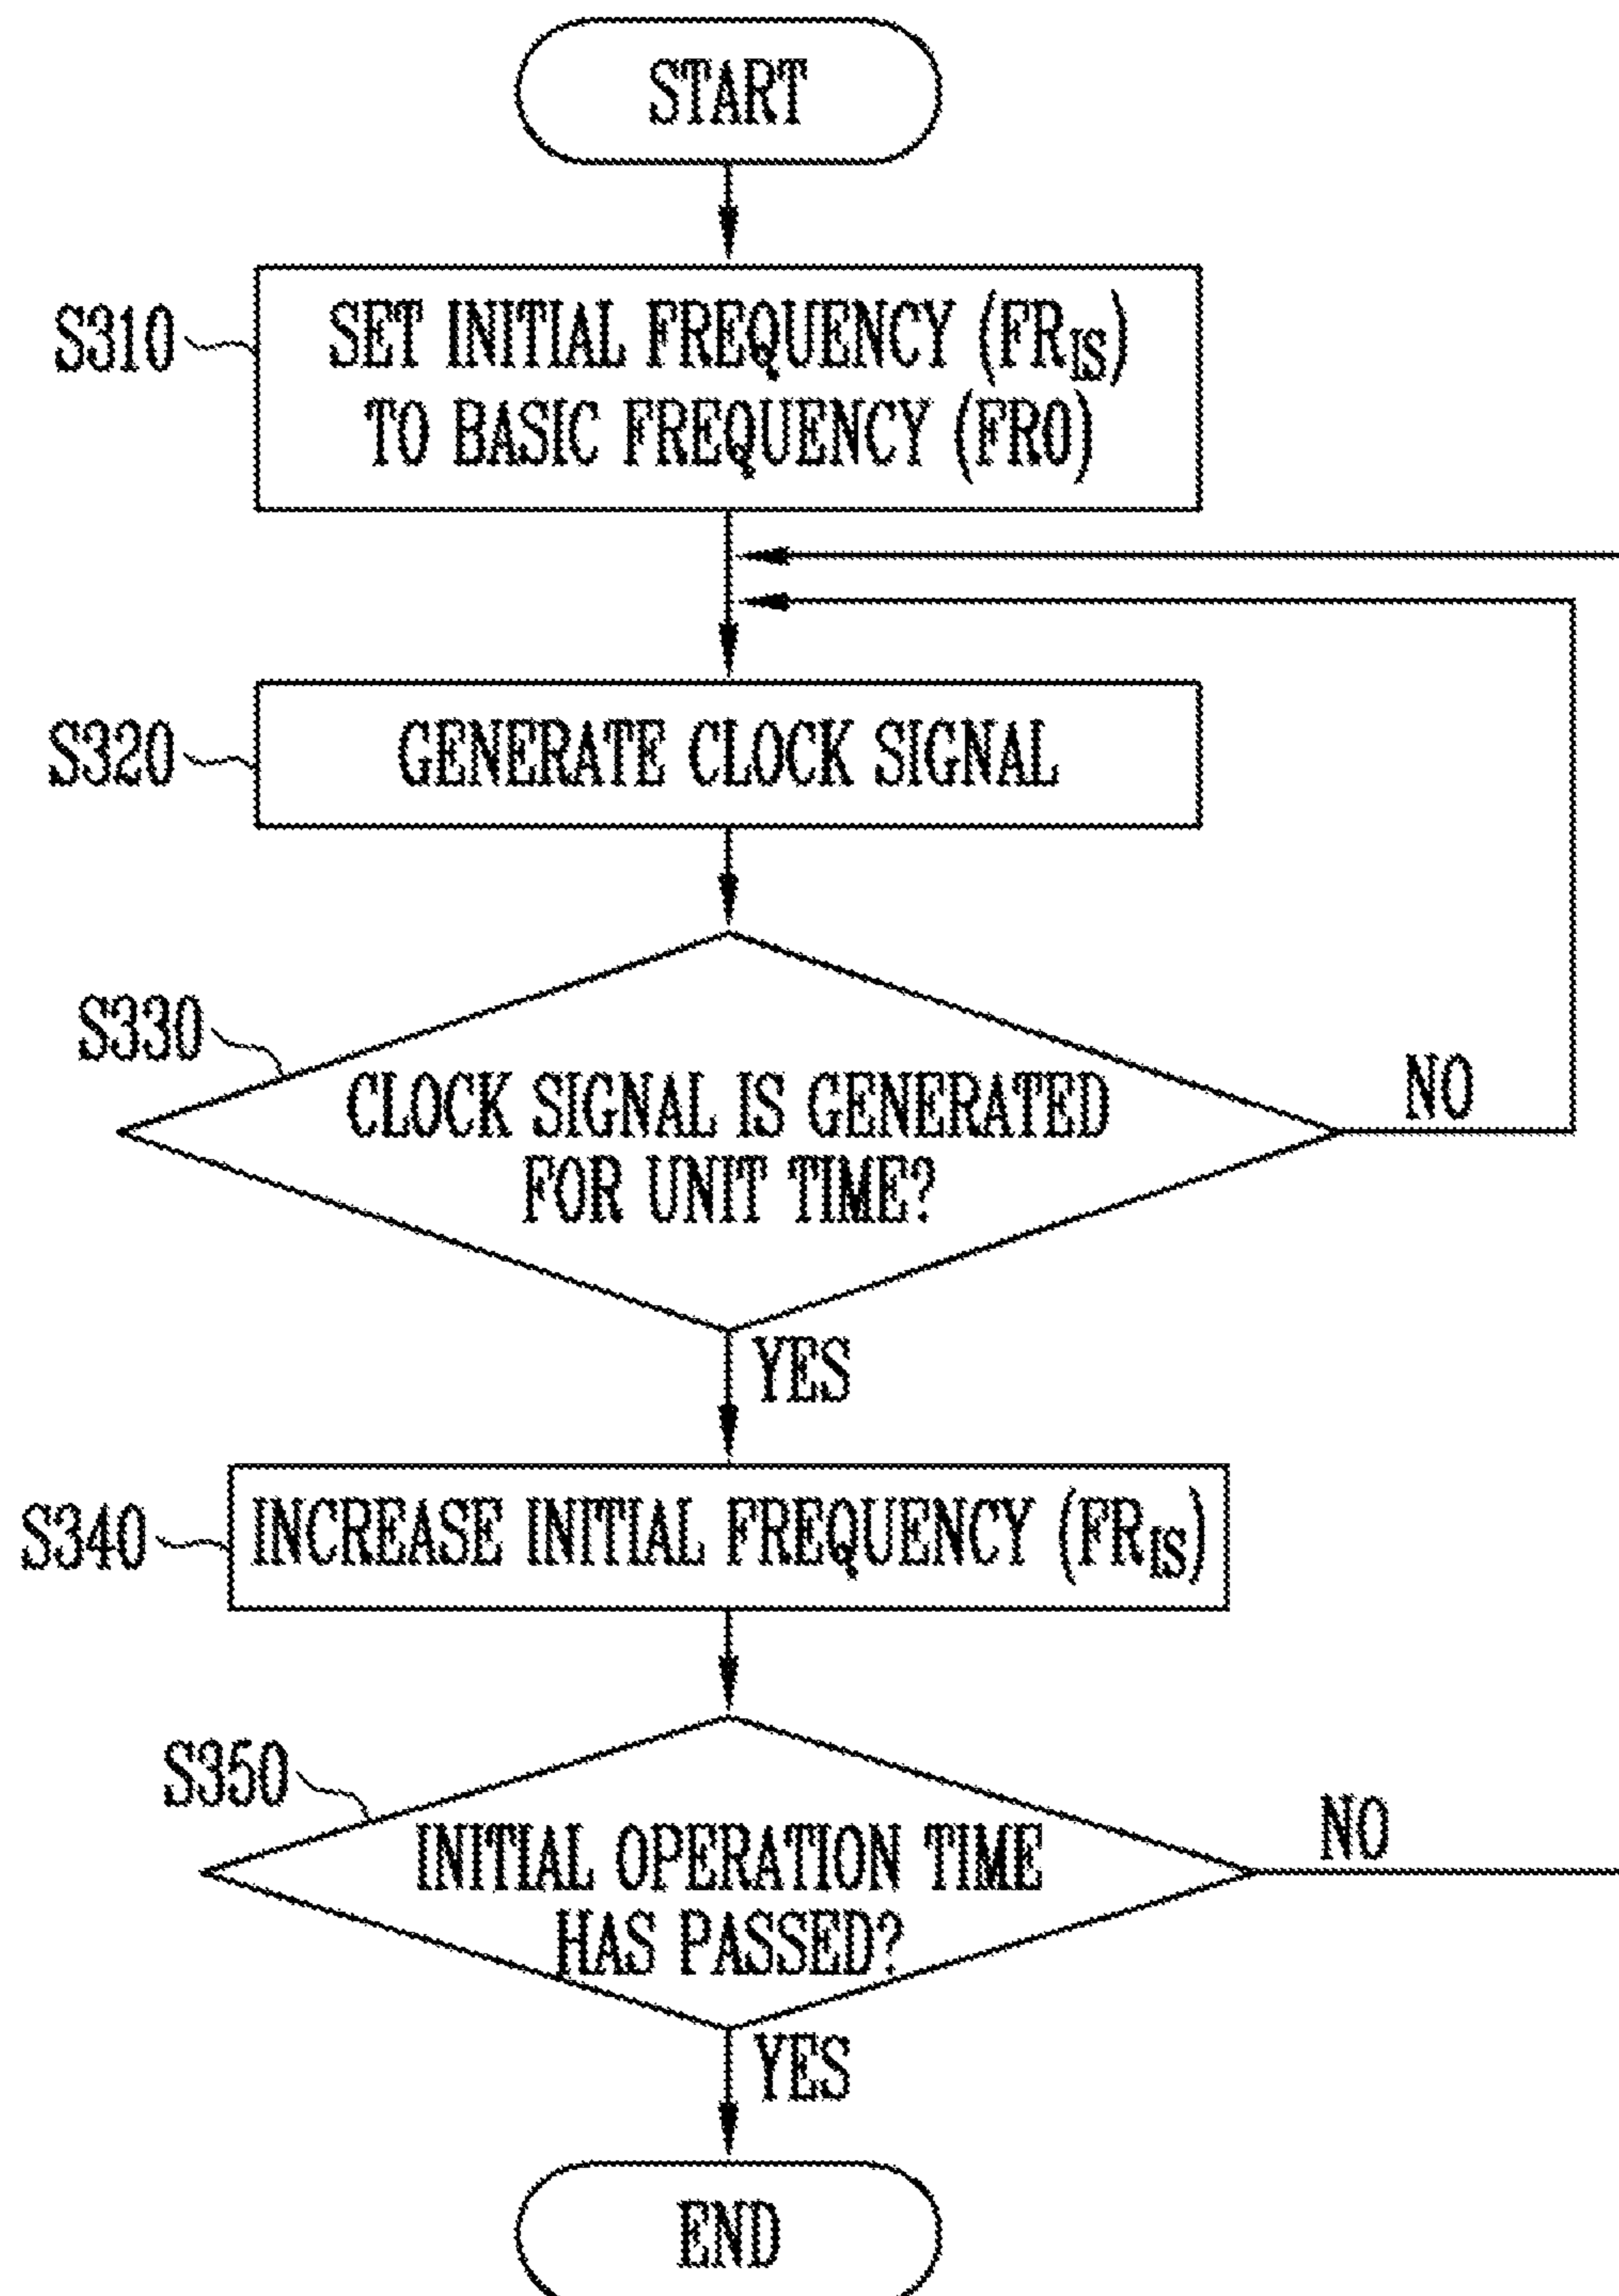 START
S310
SET INITIAL FREQUENCY (FRIS)
TO BASIC FREQUENCY (FR0)
S320
GENERATE CLOCK SIGNAL
S330
CLOCK SIGNAL IS GENERATED
FOR UNIT TIME?
NO
YES
S340
INCREASE INITIAL FREQUENCY (FRIS)
S350
INITIAL OPERATION TIME
HAS PASSED?
NO
YES
END